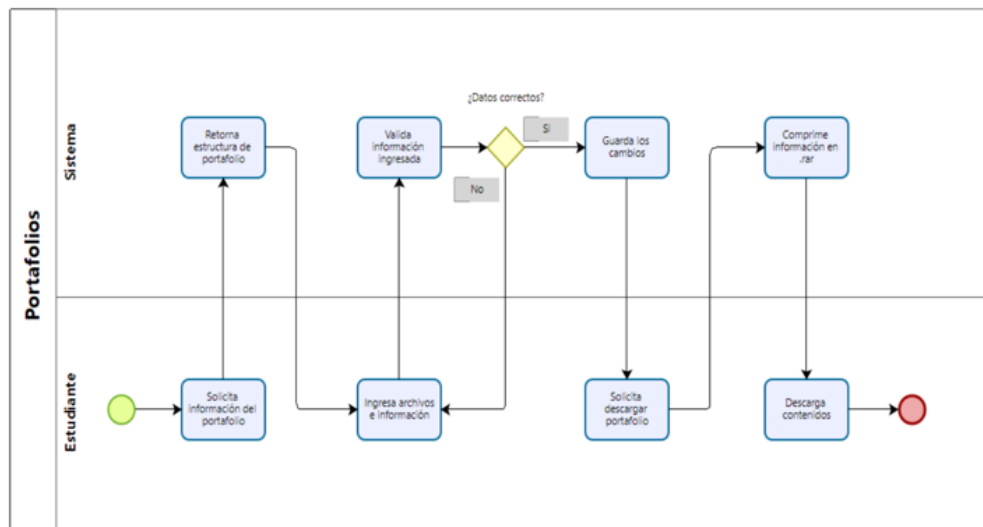 Portafolios
Sistema
Estudiante
Retorna
estructura de
portafolio
Valida
información
ingresada
¿Datos correctos?
Si
No
Guarda los
cambios
Comprime
información en
.rar
Solicita
información del
portafolio
Ingresa archivos
e información
Solicita
descargar
portafolio
Descarga
contenidos